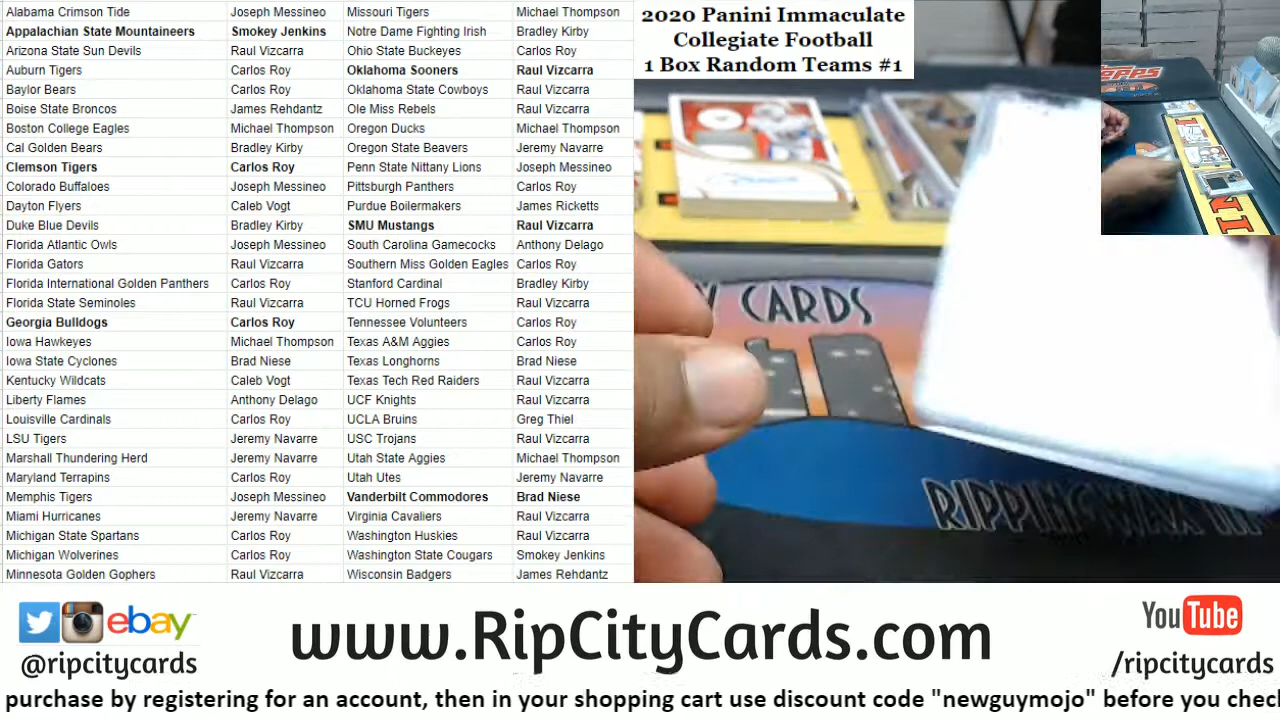 Alabama Crimson Tide Joseph Messineo Missouri Tigers Michael Thompson
Appalachian State Mountaineers Smokey Jenkins Notre Dame Fighting Irish Bradley Kirby
Arizona State Sun Devils Raul Vizcarra Ohio State Buckeyes Carlos Roy
Auburn Tigers Carlos Roy Oklahoma Sooners Raul Vizcarra
Baylor Bears Carlos Roy Oklahoma State Cowboys Raul Vizcarra
Boise State Broncos James Rehdantz Ole Miss Rebels Raul Vizcarra
Boston College Eagles Michael Thompson Oregon Ducks Michael Thompson
Cal Golden Bears Bradley Kirby Oregon State Beavers Jeremy Navarre
Clemson Tigers Carlos Roy Penn State Nittany Lions Joseph Messineo
Colorado Buffaloes Joseph Messineo Pittsburgh Panthers Carlos Roy
Dayton Flyers Caleb Vogt Purdue Boilermakers James Ricketts
Duke Blue Devils Bradley Kirby SMU Mustangs Raul Vizcarra
Florida Atlantic Owls Joseph Messineo South Carolina Gamecocks Anthony Delago
Florida Gators Raul Vizcarra Southern Miss Golden Eagles Carlos Roy
Florida International Golden Panthers Carlos Roy Stanford Cardinal Bradley Kirby
Florida State Seminoles Raul Vizcarra TCU Horned Frogs Raul Vizcarra
Georgia Bulldogs Carlos Roy Tennessee Volunteers Carlos Roy
Iowa Hawkeyes Michael Thompson Texas A&M Aggies Carlos Roy
Iowa State Cyclones Brad Niese Texas Longhorns Brad Niese
Kentucky Wildcats Caleb Vogt Texas Tech Red Raiders Raul Vizcarra
Liberty Flames Anthony Delago UCF Knights Raul Vizcarra
Louisville Cardinals Carlos Roy UCLA Bruins Greg Thiel
LSU Tigers Jeremy Navarre USC Trojans Raul Vizcarra
Marshall Thundering Herd Jeremy Navarre Utah State Aggies Michael Thompson
Maryland Terrapins Carlos Roy Utah Utes Jeremy Navarre
Memphis Tigers Joseph Messineo Vanderbilt Commodores Brad Niese
Miami Hurricanes Jeremy Navarre Virginia Cavaliers Raul Vizcarra
Michigan State Spartans Carlos Roy Washington Huskies Raul Vizcarra
Michigan Wolverines Carlos Roy Washington State Cougars Smokey Jenkins
Minnesota Golden Gophers Raul Vizcarra Wisconsin Badgers James Rehdantz
2020 Panini Immaculate
Collegiate Football
1 Box Random Teams #1
CARDS
RIPPING WAX
ebay
@ripcitycards
www.RipCityCards.com
YouTube
/ripcitycards
purchase by registering for an account, then in your shopping cart use discount code "newguymojo" before you chec